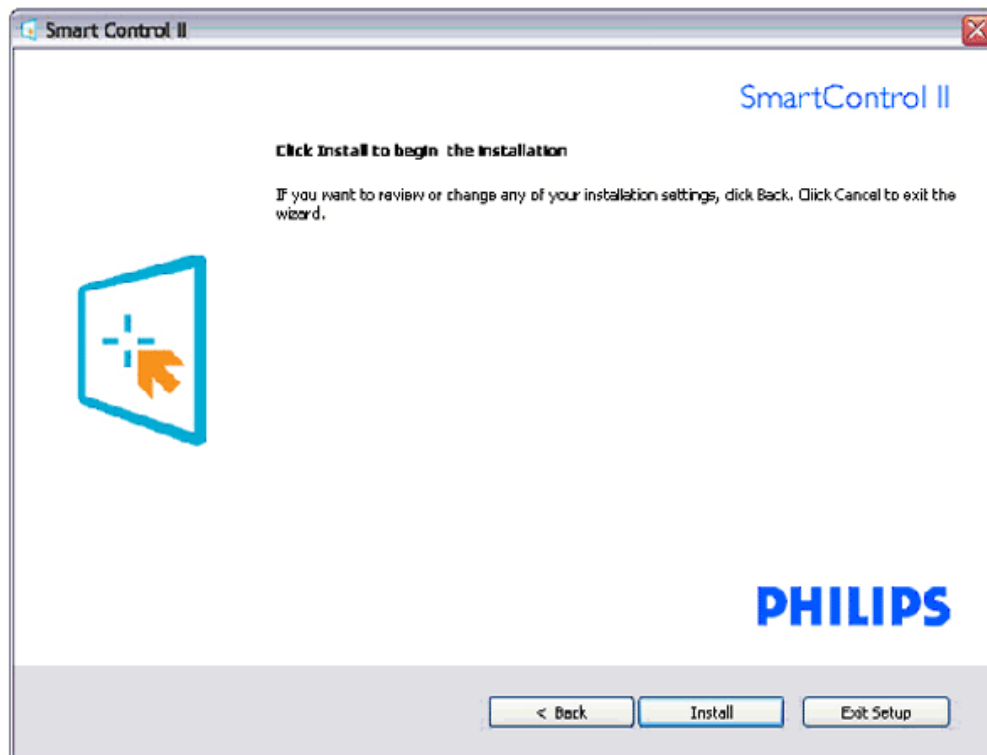 Smart Control II
SmartControl II
Click Install to begin the installation
If you want to review or change any of your installation settings, click Back. Click Cancel to exit the
wizard.
PHILIPS
< Back
Install
Exit Setup